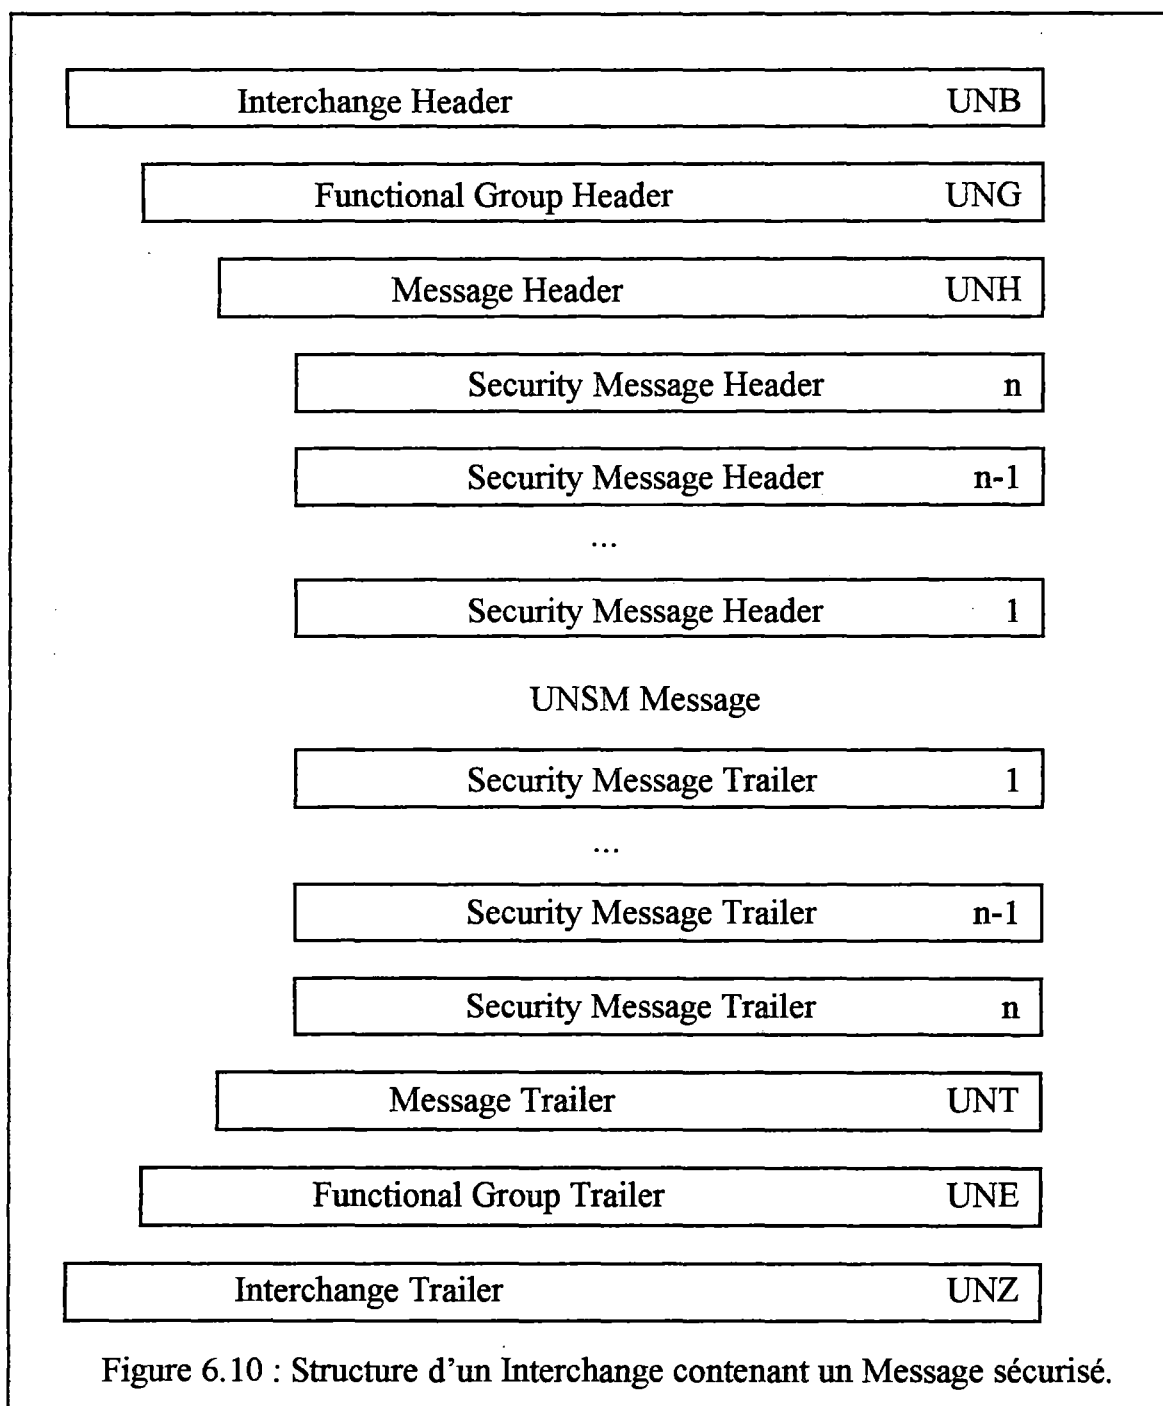 Interchange Header UNB
Functional Group Header UNG
Message Header UNH
Security Message Header n
Security Message Header n-1
...
Security Message Header 1
UNSM Message
Security Message Trailer 1
...
Security Message Trailer n-1
Security Message Trailer n
Message Trailer UNT
Functional Group Trailer UNE
Interchange Trailer UNZ
Figure 6.10 : Structure d'un Interchange contenant un Message sécurisé.